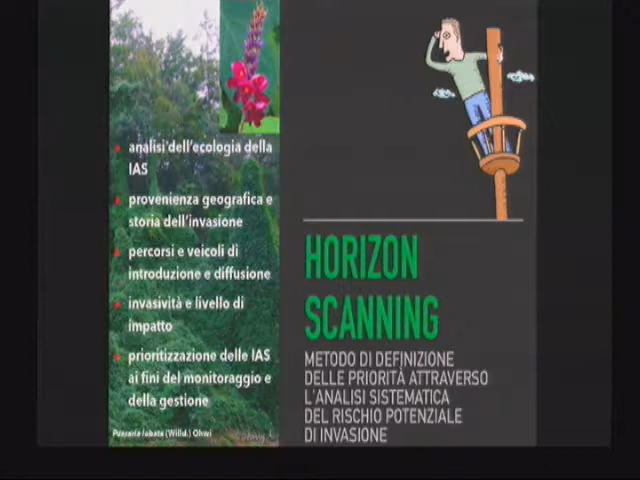 analisi dell'ecologia della
IAS
provenienza geografica e
storia dell'invasione
percorsi e veicoli di
introduzione e diffusione
invasività e livello di
impatto
prioritizzazione delle IAS
ai fini del monitoraggio e
della gestione
Pueraria lobata (Willd.) Ohwi
HORIZON
SCANNING
METODO DI DEFINIZIONE
DELLE PRIORITÀ ATTRAVERSO
L'ANALISI SISTEMATICA
DEL RISCHIO POTENZIALE
DI INVASIONE